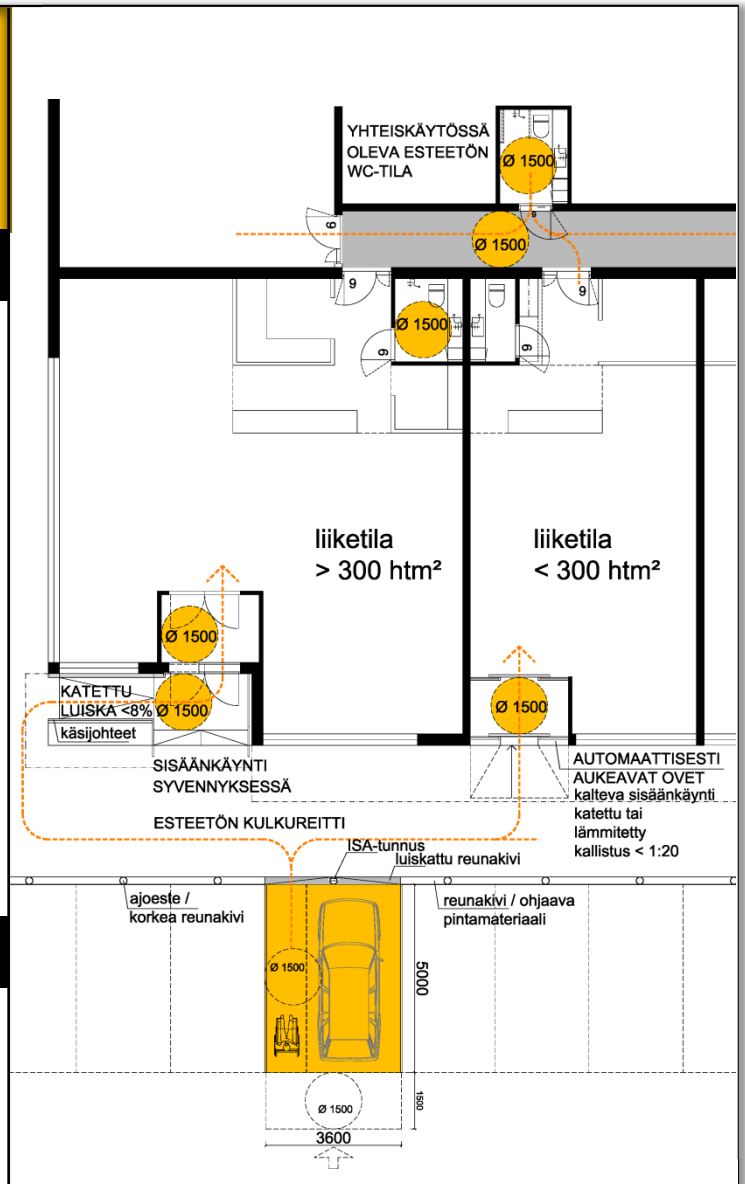 YHTEISKÄYTÖSSÄ
OLEVA ESTEETÖN
WC-TILA
Ø 1500
Ø 1500
9
9
9
9
Ø 1500
9
9
liiketila
> 300 htm²
liiketila
< 300 htm²
Ø 1500
KATETTU
LUISKA <8%
Ø 1500
käsijohteet
Ø 1500
SISÄÄNKÄYNTI
SYVENNYKSESSÄ
AUTOMAATTISESTI
AUKEAVAT OVET
kalteva sisäänkäynti
katettu tai
lämmitetty
kallistus < 1:20
ESTEETÖN KULKUREITTI
ISA-tunnus
luiskattu reunakivi
ajoeste /
korkea reunakivi
reunakivi / ohjaava
pintamateriaali
Ø 1500
5000
Ø 1500
1500
3600